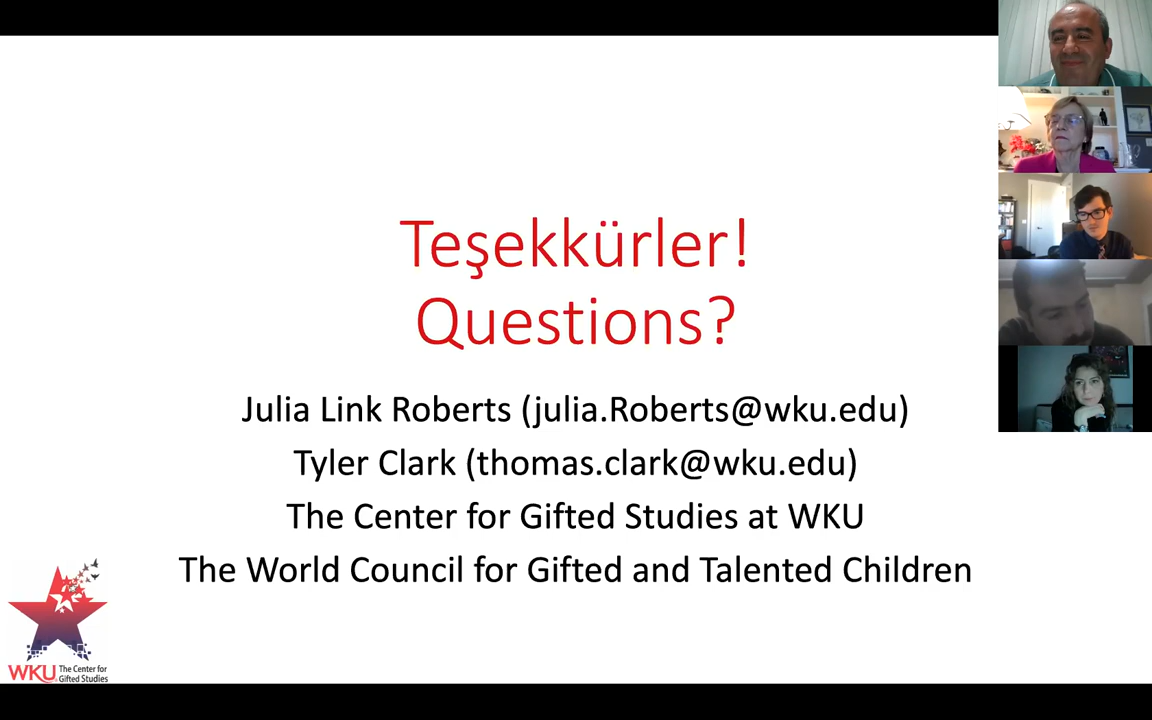 Teşekkürler!
Questions?
Julia Link Roberts (julia.Roberts@wku.edu)
Tyler Clark (thomas.clark@wku.edu)
The Center for Gifted Studies at WKU
The World Council for Gifted and Talented Children
WKU The Center for
Gifted Studies